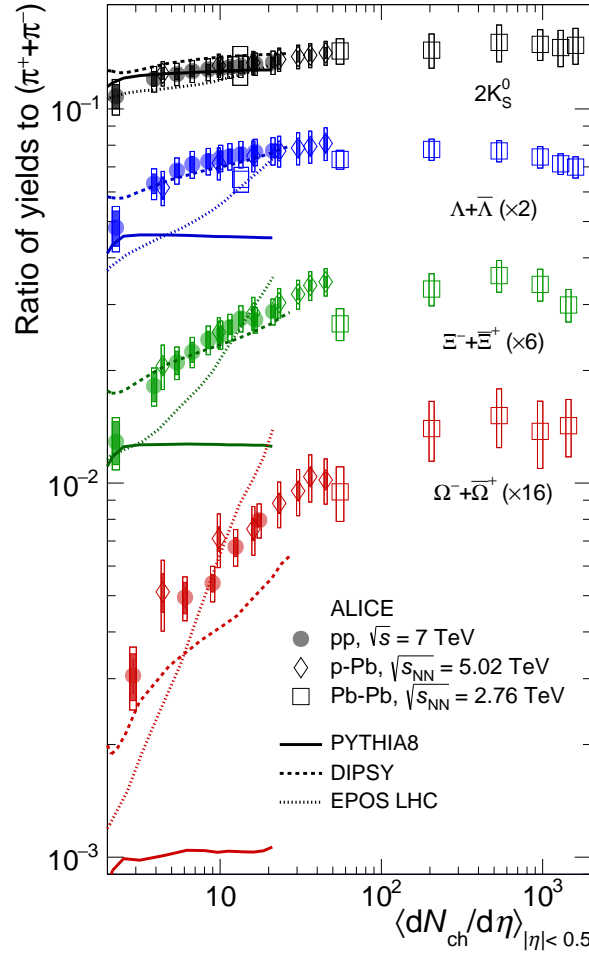 Ratio of yields to (π⁺+π⁻)
10⁻¹
10⁻²
10⁻³
2K⁰_S
Λ+Λ̅ (×2)
Ξ⁻+Ξ̅⁺ (×6)
Ω⁻+Ω̅⁺ (×16)
ALICE
pp, √s = 7 TeV
p-Pb, √s_NN = 5.02 TeV
Pb-Pb, √s_NN = 2.76 TeV
PYTHIA8
DIPSY
EPOS LHC
10 10² 10³
⟨dN_ch/dη⟩_|η|< 0.5